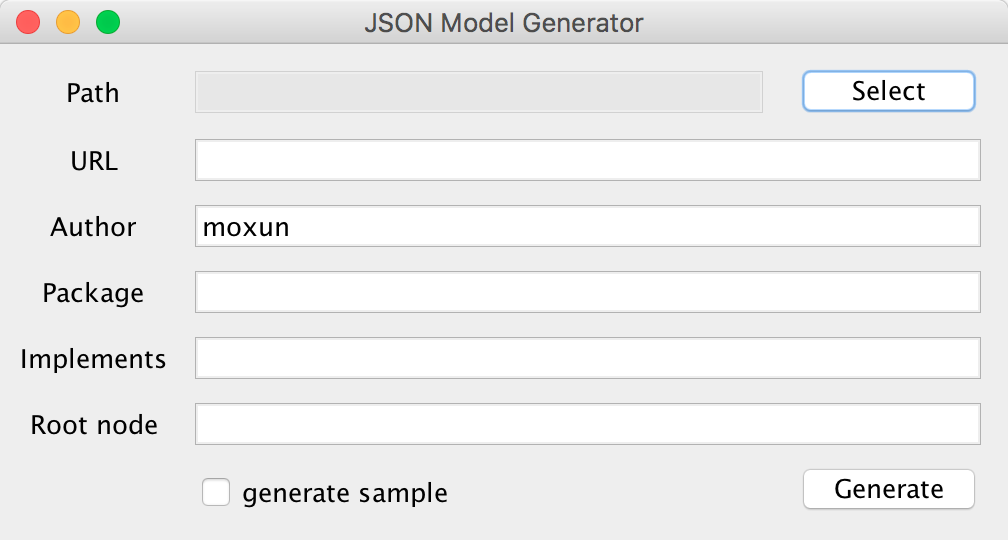 JSON Model Generator
Path Select
URL
Author moxun
Package
Implements
Root node
generate sample Generate